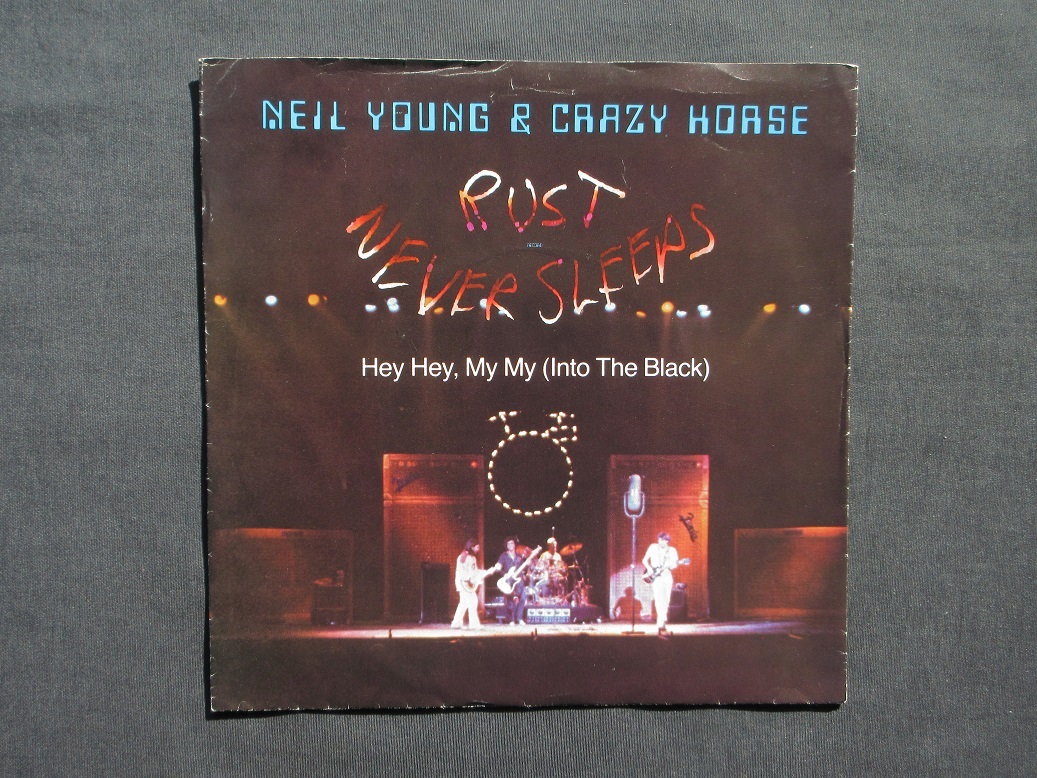 NEIL YOUNG & CRAZY HORSE
RUST
NEVER SLEEPS
Hey Hey, My My (Into The Black)